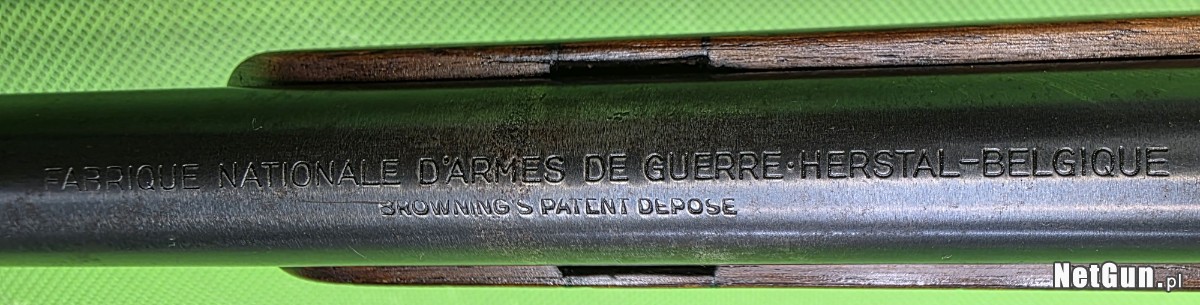 FABRIQUE NATIONALE D'ARMES DE GUERRE·HERSTAL-BELGIQUE
BROWNING'S PATENT DEPOSE
NetGun.pl